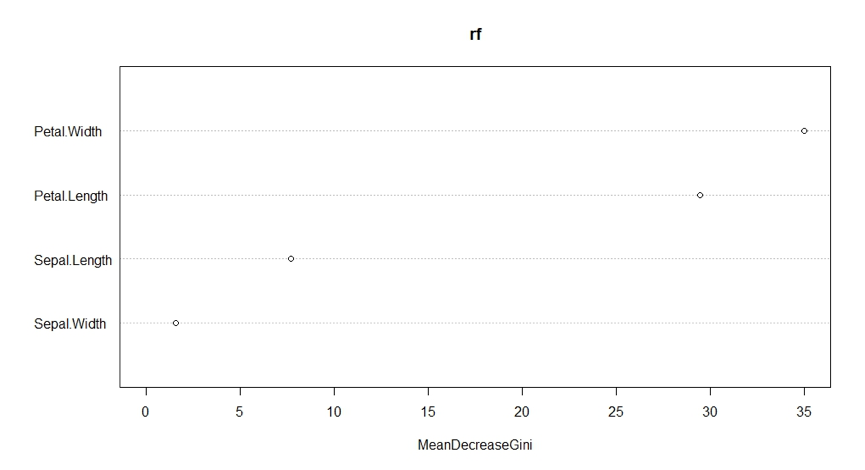 rf
Petal.Width
Petal.Length
Sepal.Length
Sepal.Width
0 5 10 15 20 25 30 35
MeanDecreaseGini